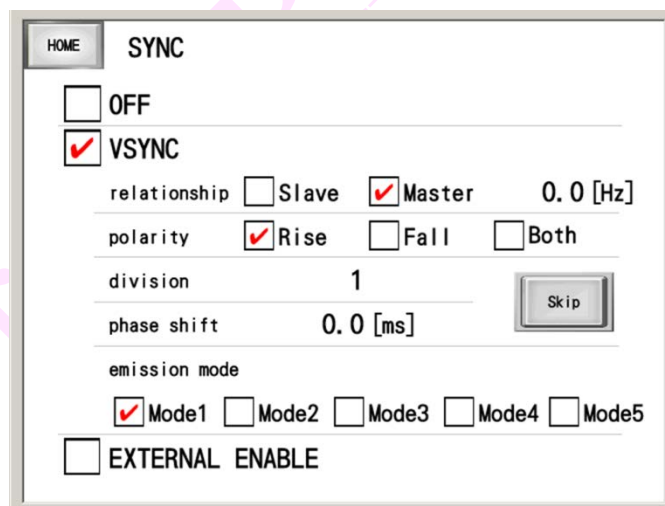 HOME SYNC
OFF
VSYNC
relationship Slave Master 0.0 [Hz]
polarity Rise Fall Both
division 1
Skip
phase shift 0.0 [ms]
emission mode
Mode1 Mode2 Mode3 Mode4 Mode5
EXTERNAL ENABLE